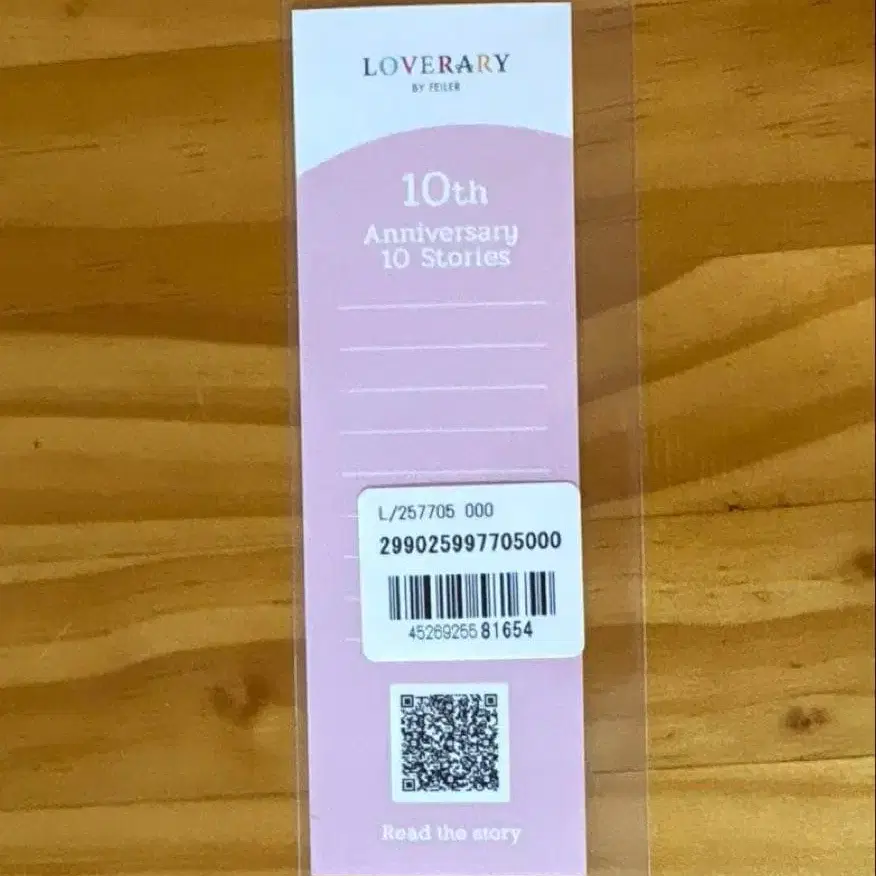 LOVERARY
BY FEILER
10th
Anniversary
10 Stories
L/257705 000
299025997705000
4526926581654
Read the story